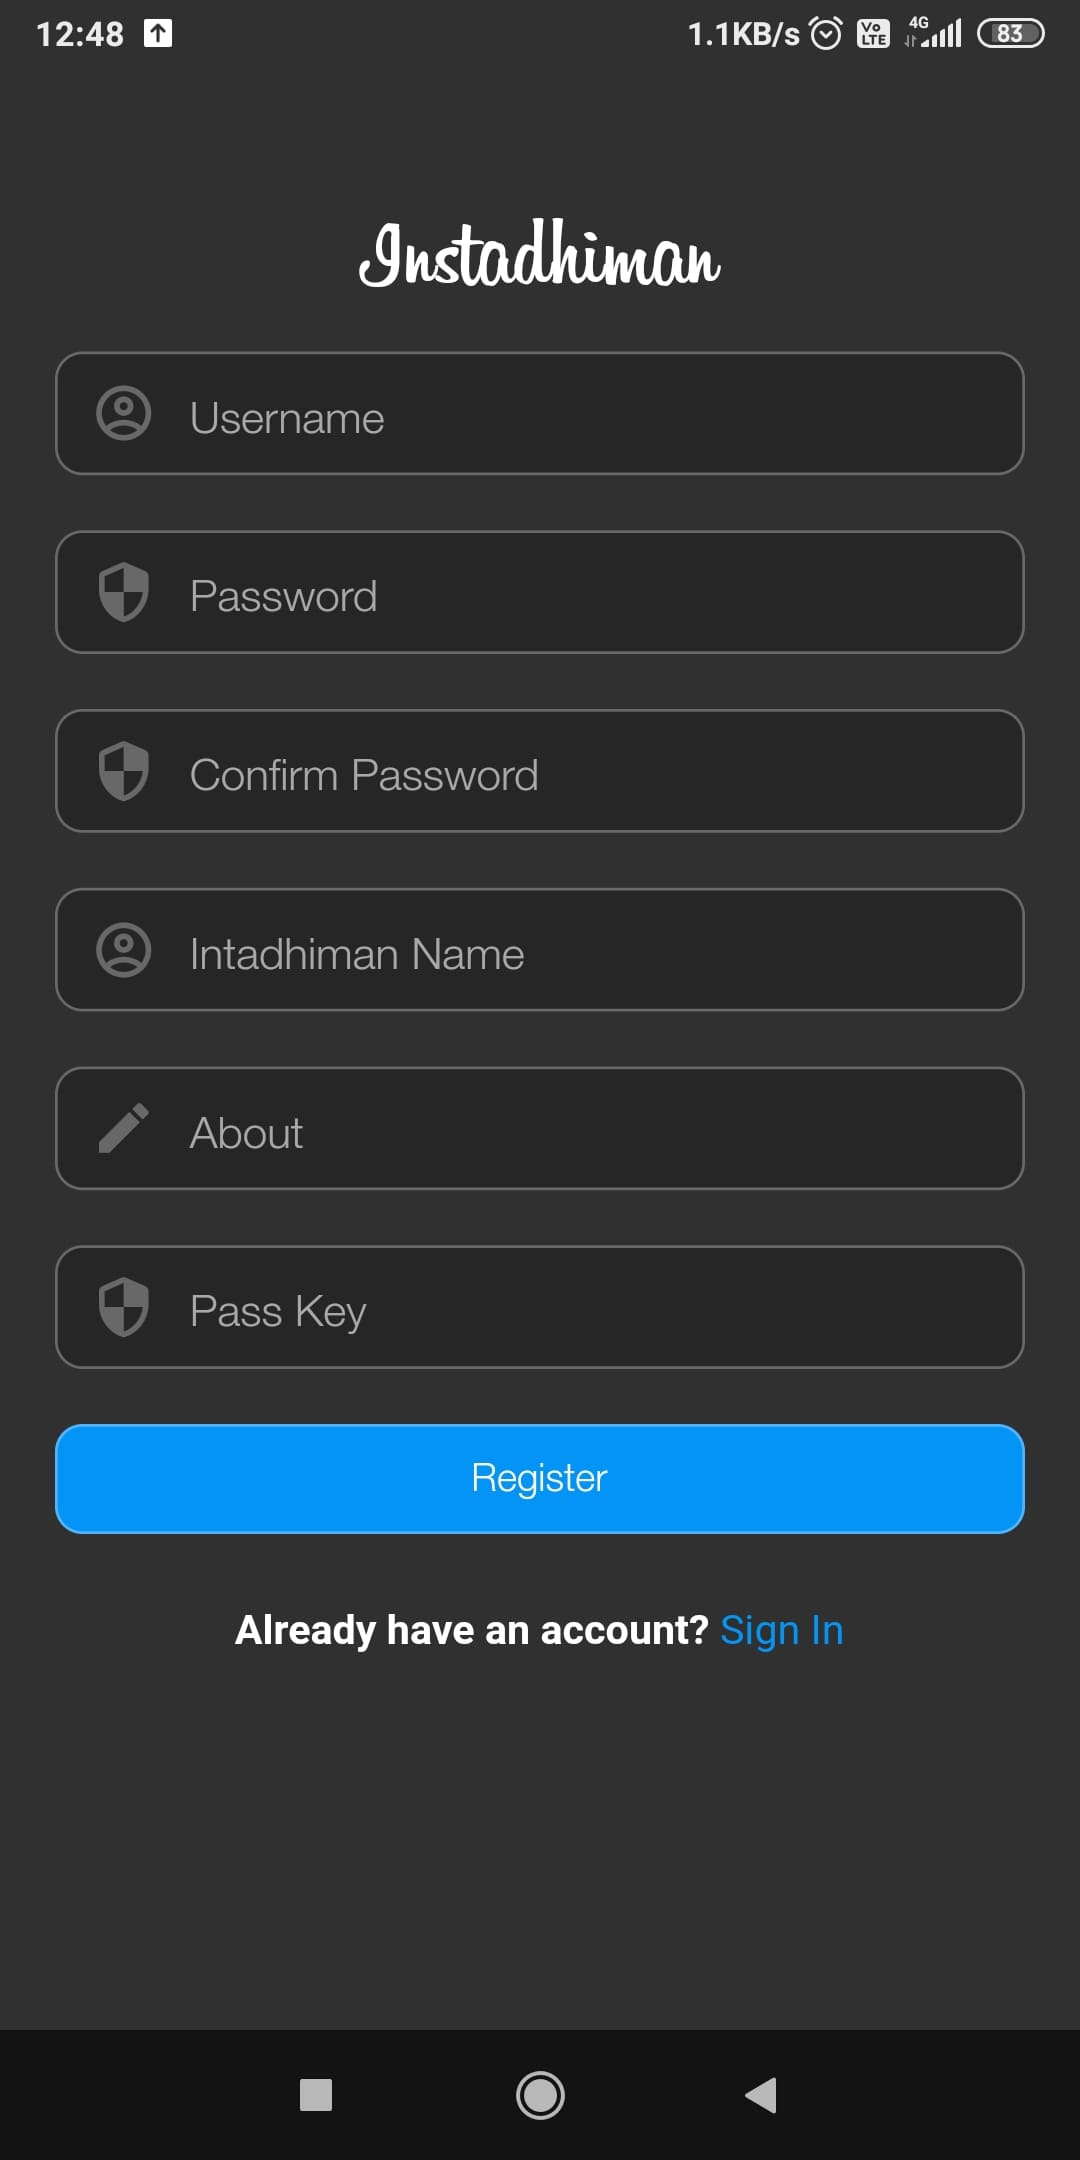 12:48 1.1KB/s Vo LTE 4G 83
Instadhiman
Username
Password
Confirm Password
Intadhiman Name
About
Pass Key
Register
Already have an account? Sign In